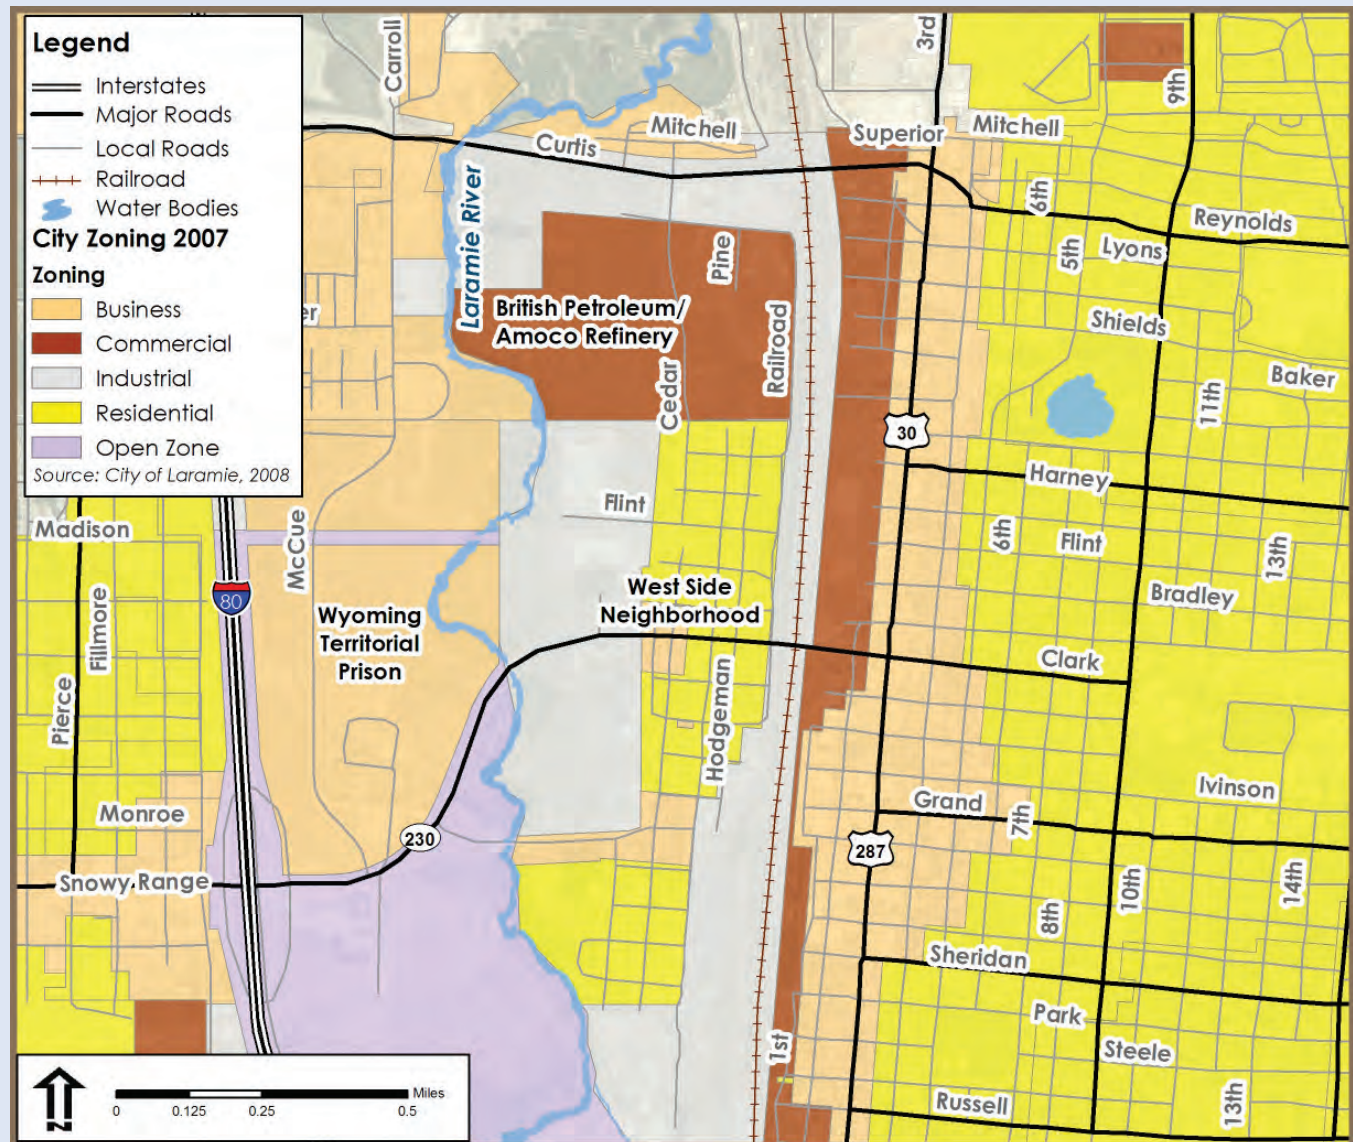 Legend
Interstates
Major Roads
Local Roads
Railroad
Water Bodies
City Zoning 2007
Zoning
Business
Commercial
Industrial
Residential
Open Zone
Source: City of Laramie, 2008
Carroll
3rd
9th
Curtis
Mitchell
Superior
Mitchell
Laramie River
6th
Reynolds
5th
Lyons
Pine
er
British Petroleum/
Amoco Refinery
Railroad
Cedar
Shields
Baker
11th
30
Harney
Flint
Madison
McCue
6th
Flint
13th
80
Fillmore
Wyoming
Territorial
Prison
West Side
Neighborhood
Bradley
Clark
Pierce
Hodgeman
Ivinson
Monroe
Grand
7th
230
287
Snowy Range
8th
10th
14th
Sheridan
Park
1st
Steele
Russell
13th
N
0
0.125
0.25
0.5
Miles